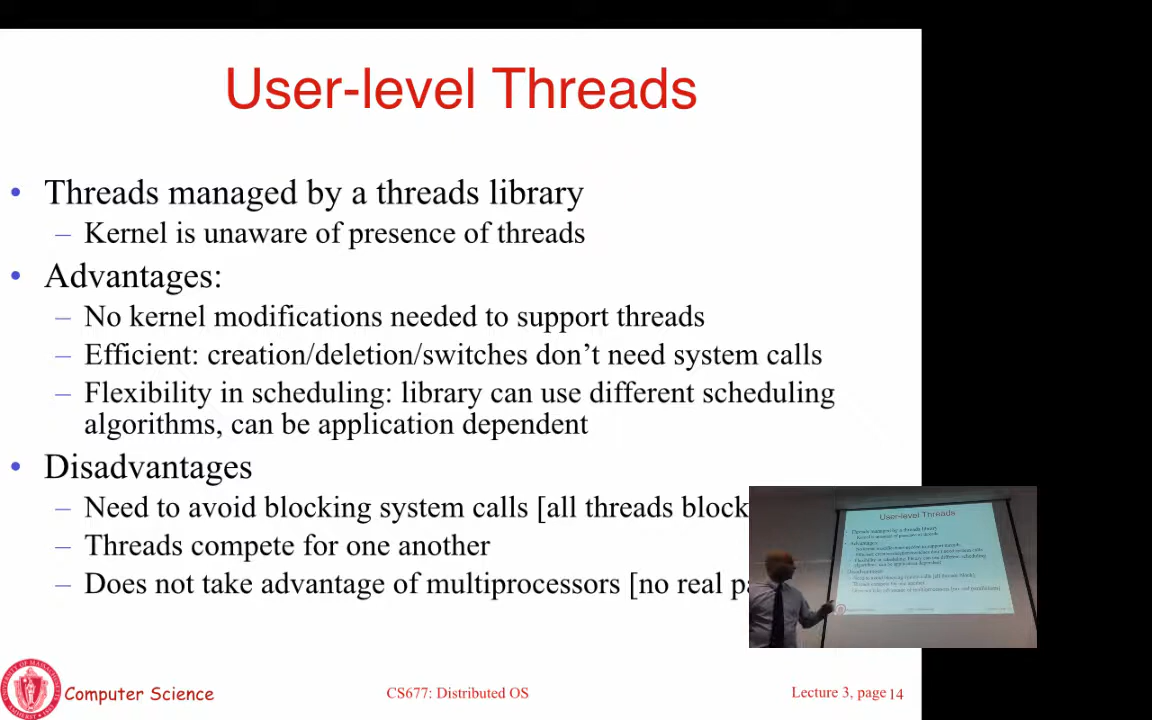 User-level Threads
• Threads managed by a threads library
– Kernel is unaware of presence of threads
• Advantages:
– No kernel modifications needed to support threads
– Efficient: creation/deletion/switches don't need system calls
– Flexibility in scheduling: library can use different scheduling
algorithms, can be application dependent
• Disadvantages
– Need to avoid blocking system calls [all threads block
– Threads compete for one another
– Does not take advantage of multiprocessors [no real pa
User-level Threads
Computer Science
CS677: Distributed OS
Lecture 3, page 14